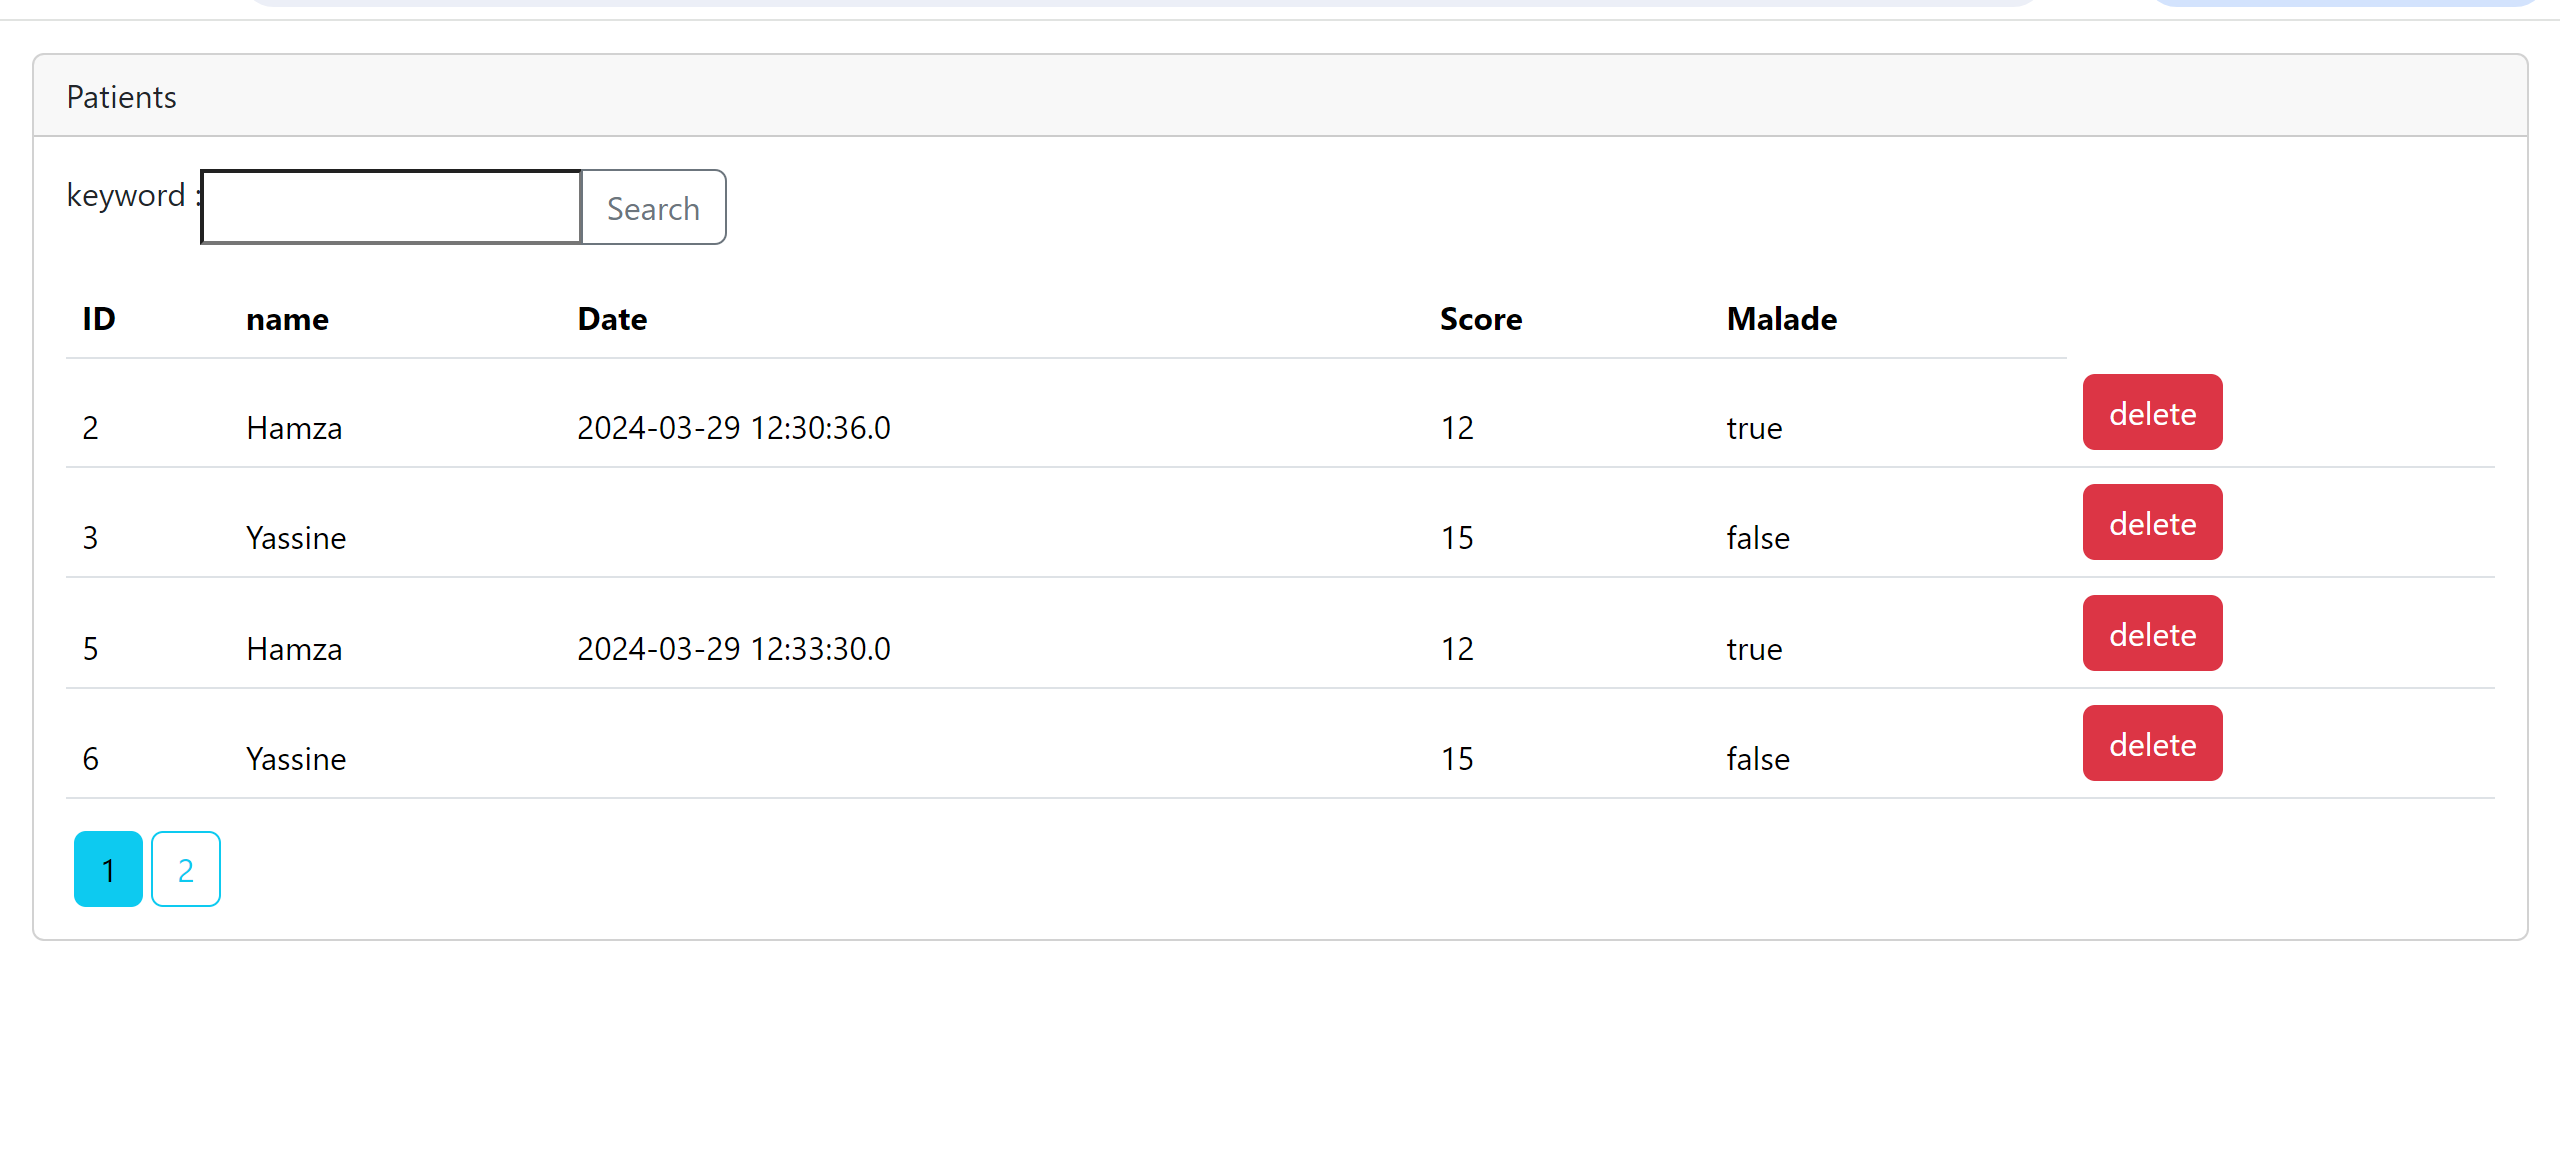 Patients
keyword : Search
ID name Date Score Malade
2 Hamza 2024-03-29 12:30:36.0 12 true delete
3 Yassine 15 false delete
5 Hamza 2024-03-29 12:33:30.0 12 true delete
6 Yassine 15 false delete
1 2